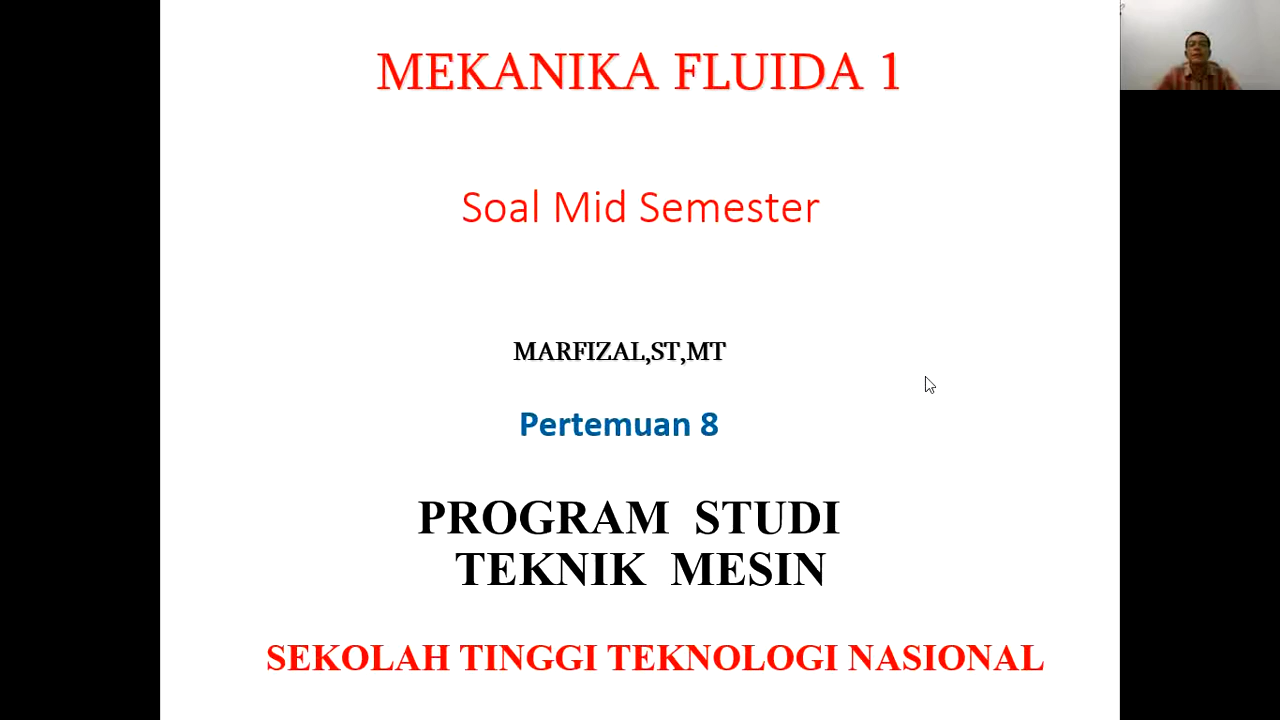 MEKANIKA FLUIDA 1
Soal Mid Semester
MARFIZAL,ST,MT
Pertemuan 8
PROGRAM STUDI
TEKNIK MESIN
SEKOLAH TINGGI TEKNOLOGI NASIONAL